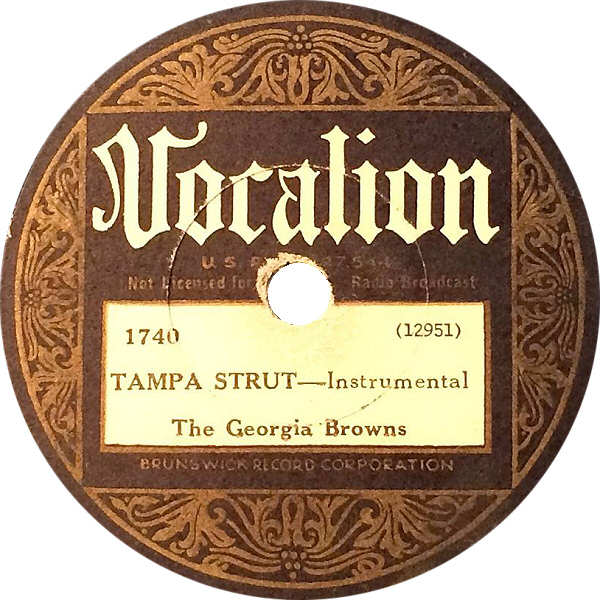 Vocalion
U. S.
Not Licensed for Radio Broadcast
1740
(12951)
TAMPA STRUT—Instrumental
The Georgia Browns
BRUNSWICK RECORD CORPORATION